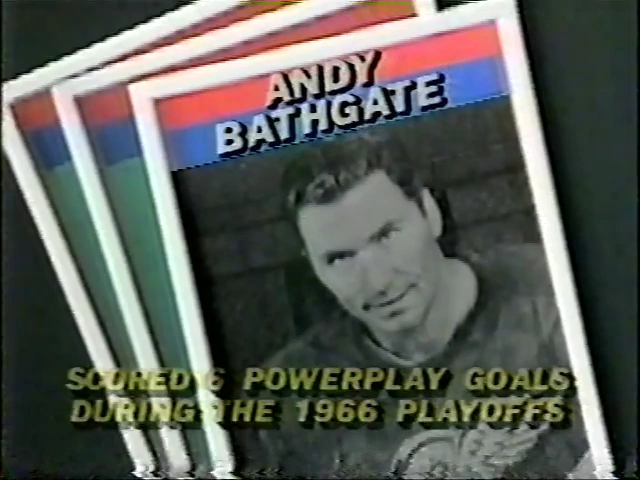 ANDY
BATHGATE
SCORED 6 POWERPLAY GOALS
DURING THE 1966 PLAYOFFS